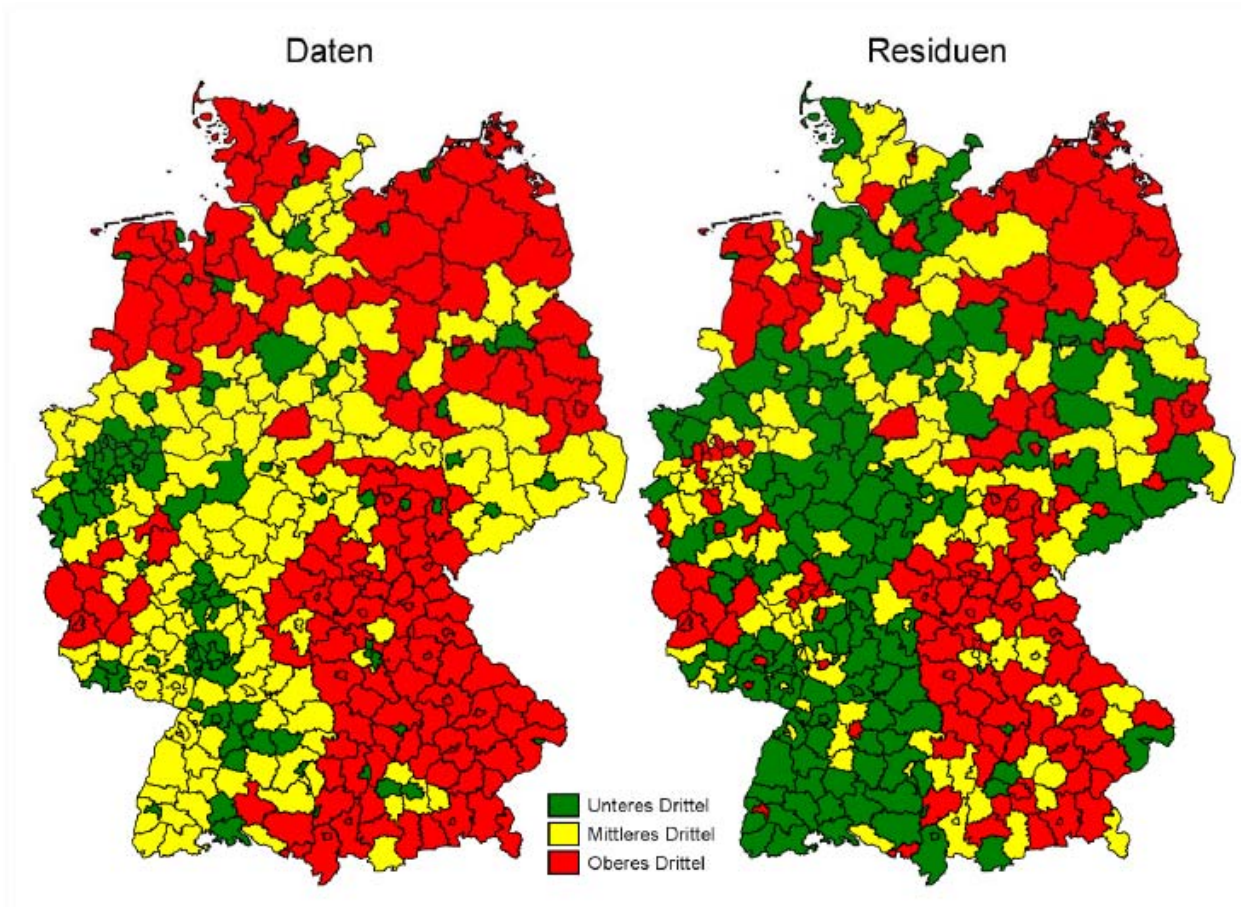 Daten
Residuen
Unteres Drittel
Mittleres Drittel
Oberes Drittel